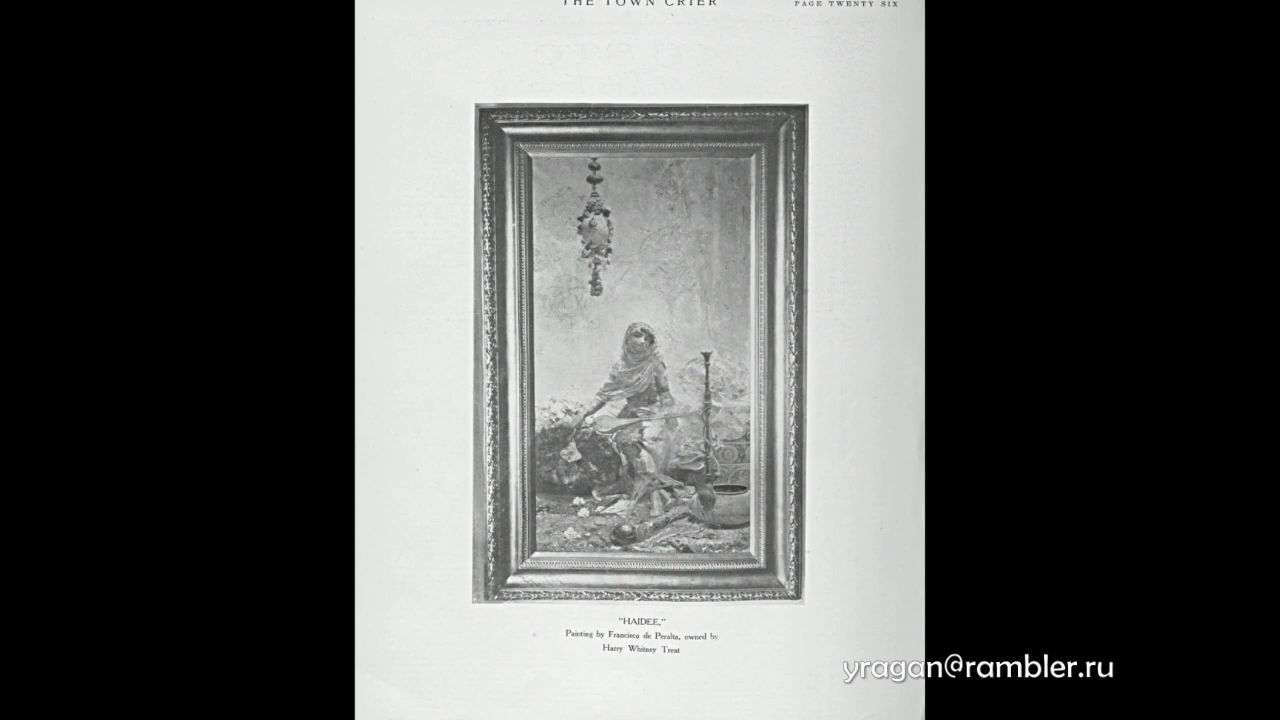 THE TOWN CRIER
PAGE TWENTY SIX
"HAIDEE,"
Painting by Francisco de Peralta, owned by
Harry Whitney Treat
yragan@rambler.ru